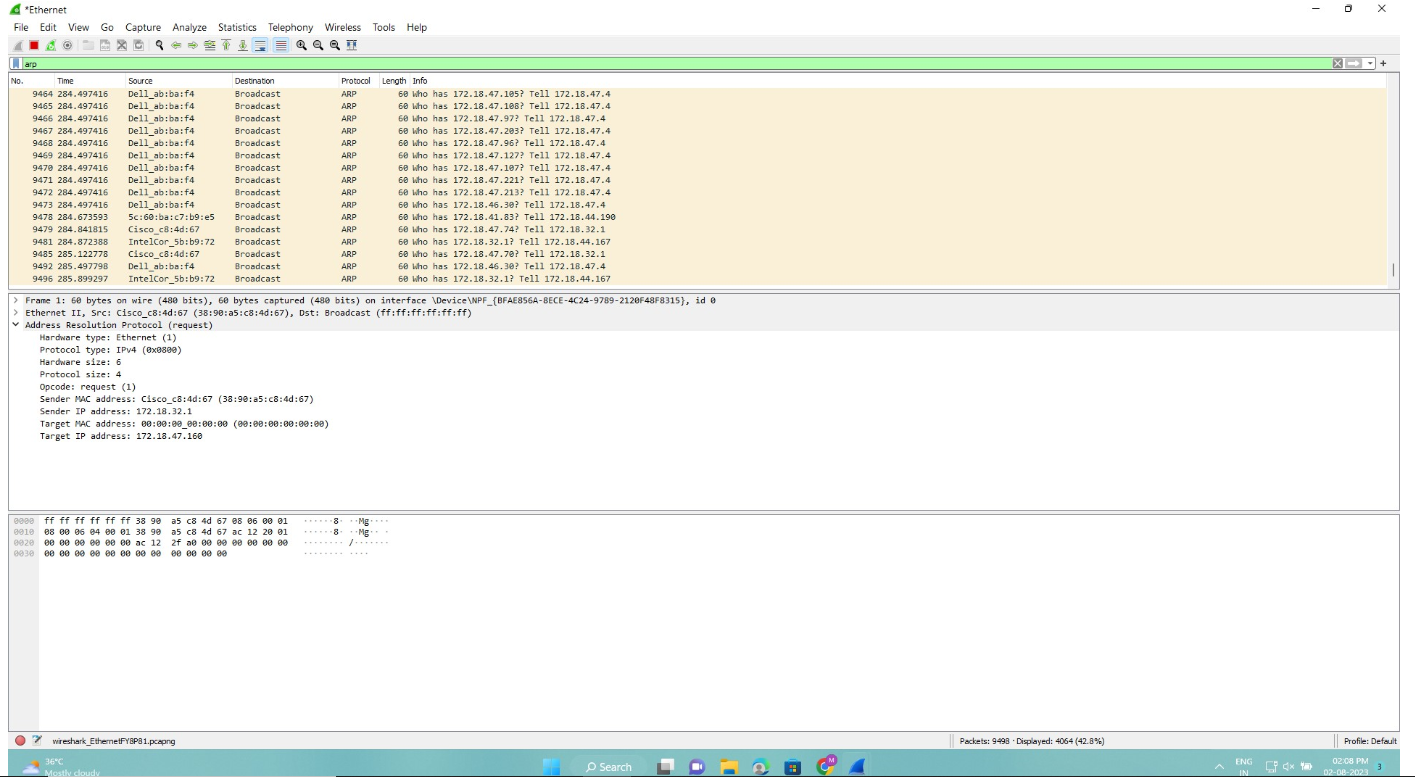 *Ethernet
File Edit View Go Capture Analyze Statistics Telephony Wireless Tools Help
arp
No. Time Source Destination Protocol Length Info
9464 284.497416 Dell_ab:ba:f4 Broadcast ARP 60 Who has 172.18.47.105? Tell 172.18.47.4
9465 284.497416 Dell_ab:ba:f4 Broadcast ARP 60 Who has 172.18.47.108? Tell 172.18.47.4
9466 284.497416 Dell_ab:ba:f4 Broadcast ARP 60 Who has 172.18.47.97? Tell 172.18.47.4
9467 284.497416 Dell_ab:ba:f4 Broadcast ARP 60 Who has 172.18.47.203? Tell 172.18.47.4
9468 284.497416 Dell_ab:ba:f4 Broadcast ARP 60 Who has 172.18.47.96? Tell 172.18.47.4
9469 284.497416 Dell_ab:ba:f4 Broadcast ARP 60 Who has 172.18.47.127? Tell 172.18.47.4
9470 284.497416 Dell_ab:ba:f4 Broadcast ARP 60 Who has 172.18.47.107? Tell 172.18.47.4
9471 284.497416 Dell_ab:ba:f4 Broadcast ARP 60 Who has 172.18.47.221? Tell 172.18.47.4
9472 284.497416 Dell_ab:ba:f4 Broadcast ARP 60 Who has 172.18.47.213? Tell 172.18.47.4
9473 284.497416 Dell_ab:ba:f4 Broadcast ARP 60 Who has 172.18.46.30? Tell 172.18.47.4
9478 284.673593 5c:60:ba:c7:b9:e5 Broadcast ARP 60 Who has 172.18.41.83? Tell 172.18.44.190
9479 284.841815 Cisco_c8:4d:67 Broadcast ARP 60 Who has 172.18.47.74? Tell 172.18.32.1
9481 284.872388 IntelCor_5b:b9:72 Broadcast ARP 60 Who has 172.18.32.1? Tell 172.18.44.167
9485 285.122778 Cisco_c8:4d:67 Broadcast ARP 60 Who has 172.18.47.70? Tell 172.18.32.1
9492 285.497798 Dell_ab:ba:f4 Broadcast ARP 60 Who has 172.18.46.30? Tell 172.18.47.4
9496 285.899297 IntelCor_5b:b9:72 Broadcast ARP 60 Who has 172.18.32.1? Tell 172.18.44.167
Frame 1: 60 bytes on wire (480 bits), 60 bytes captured (480 bits) on interface \Device\NPF_{BFAE856A-8ECE-4C24-9789-2120F48F8315}, id 0
Ethernet II, Src: Cisco_c8:4d:67 (38:90:a5:c8:4d:67), Dst: Broadcast (ff:ff:ff:ff:ff:ff)
Address Resolution Protocol (request)
Hardware type: Ethernet (1)
Protocol type: IPv4 (0x0800)
Hardware size: 6
Protocol size: 4
Opcode: request (1)
Sender MAC address: Cisco_c8:4d:67 (38:90:a5:c8:4d:67)
Sender IP address: 172.18.32.1
Target MAC address: 00:00:00_00:00:00 (00:00:00:00:00:00)
Target IP address: 172.18.47.160
0000 ff ff ff ff ff ff 38 90 a5 c8 4d 67 08 06 00 01 ······8· ··Mg····
0010 08 00 06 04 00 01 38 90 a5 c8 4d 67 ac 12 20 01 ······8· ··Mg·· ·
0020 00 00 00 00 00 00 ac 12 2f a0 00 00 00 00 00 00 ········ /·······
0030 00 00 00 00 00 00 00 00 00 00 00 00 ········ ····
wireshark_EthernetFY8P81.pcapng Packets: 9498 · Displayed: 4064 (42.8%) Profile: Default
36°C
Mostly cloudy
Search
M
ENG
IN
02:08 PM
02-08-2023
3